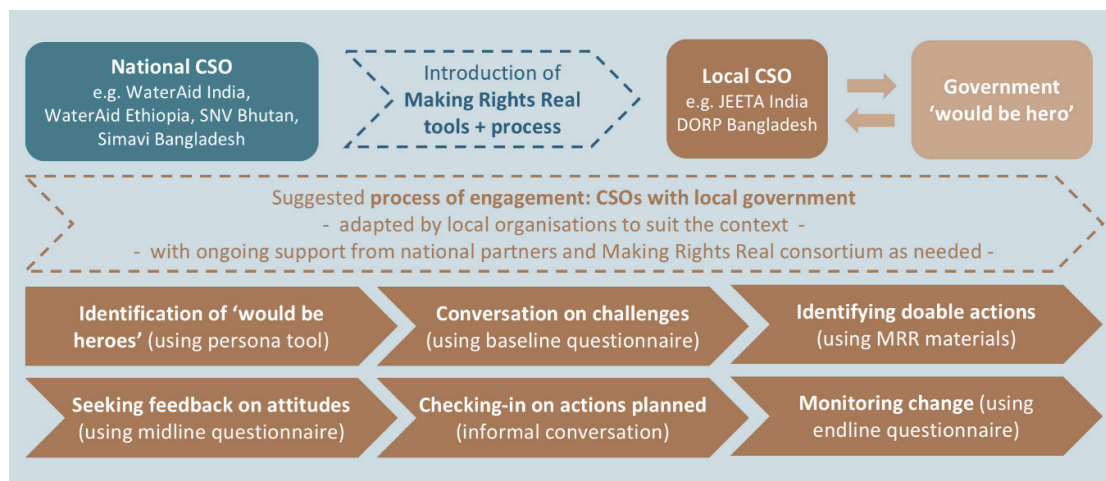 National CSO
e.g. WaterAid India,
WaterAid Ethiopia, SNV Bhutan,
Simavi Bangladesh
Introduction of
Making Rights Real
tools + process
Local CSO
e.g. JEETA India
DORP Bangladesh
Government
‘would be hero’
Suggested process of engagement: CSOs with local government
- adapted by local organisations to suit the context -
- with ongoing support from national partners and Making Rights Real consortium as needed -
Identification of ‘would be
heroes’ (using persona tool)
Conversation on challenges
(using baseline questionnaire)
Identifying doable actions
(using MRR materials)
Seeking feedback on attitudes
(using midline questionnaire)
Checking-in on actions planned
(informal conversation)
Monitoring change (using
endline questionnaire)